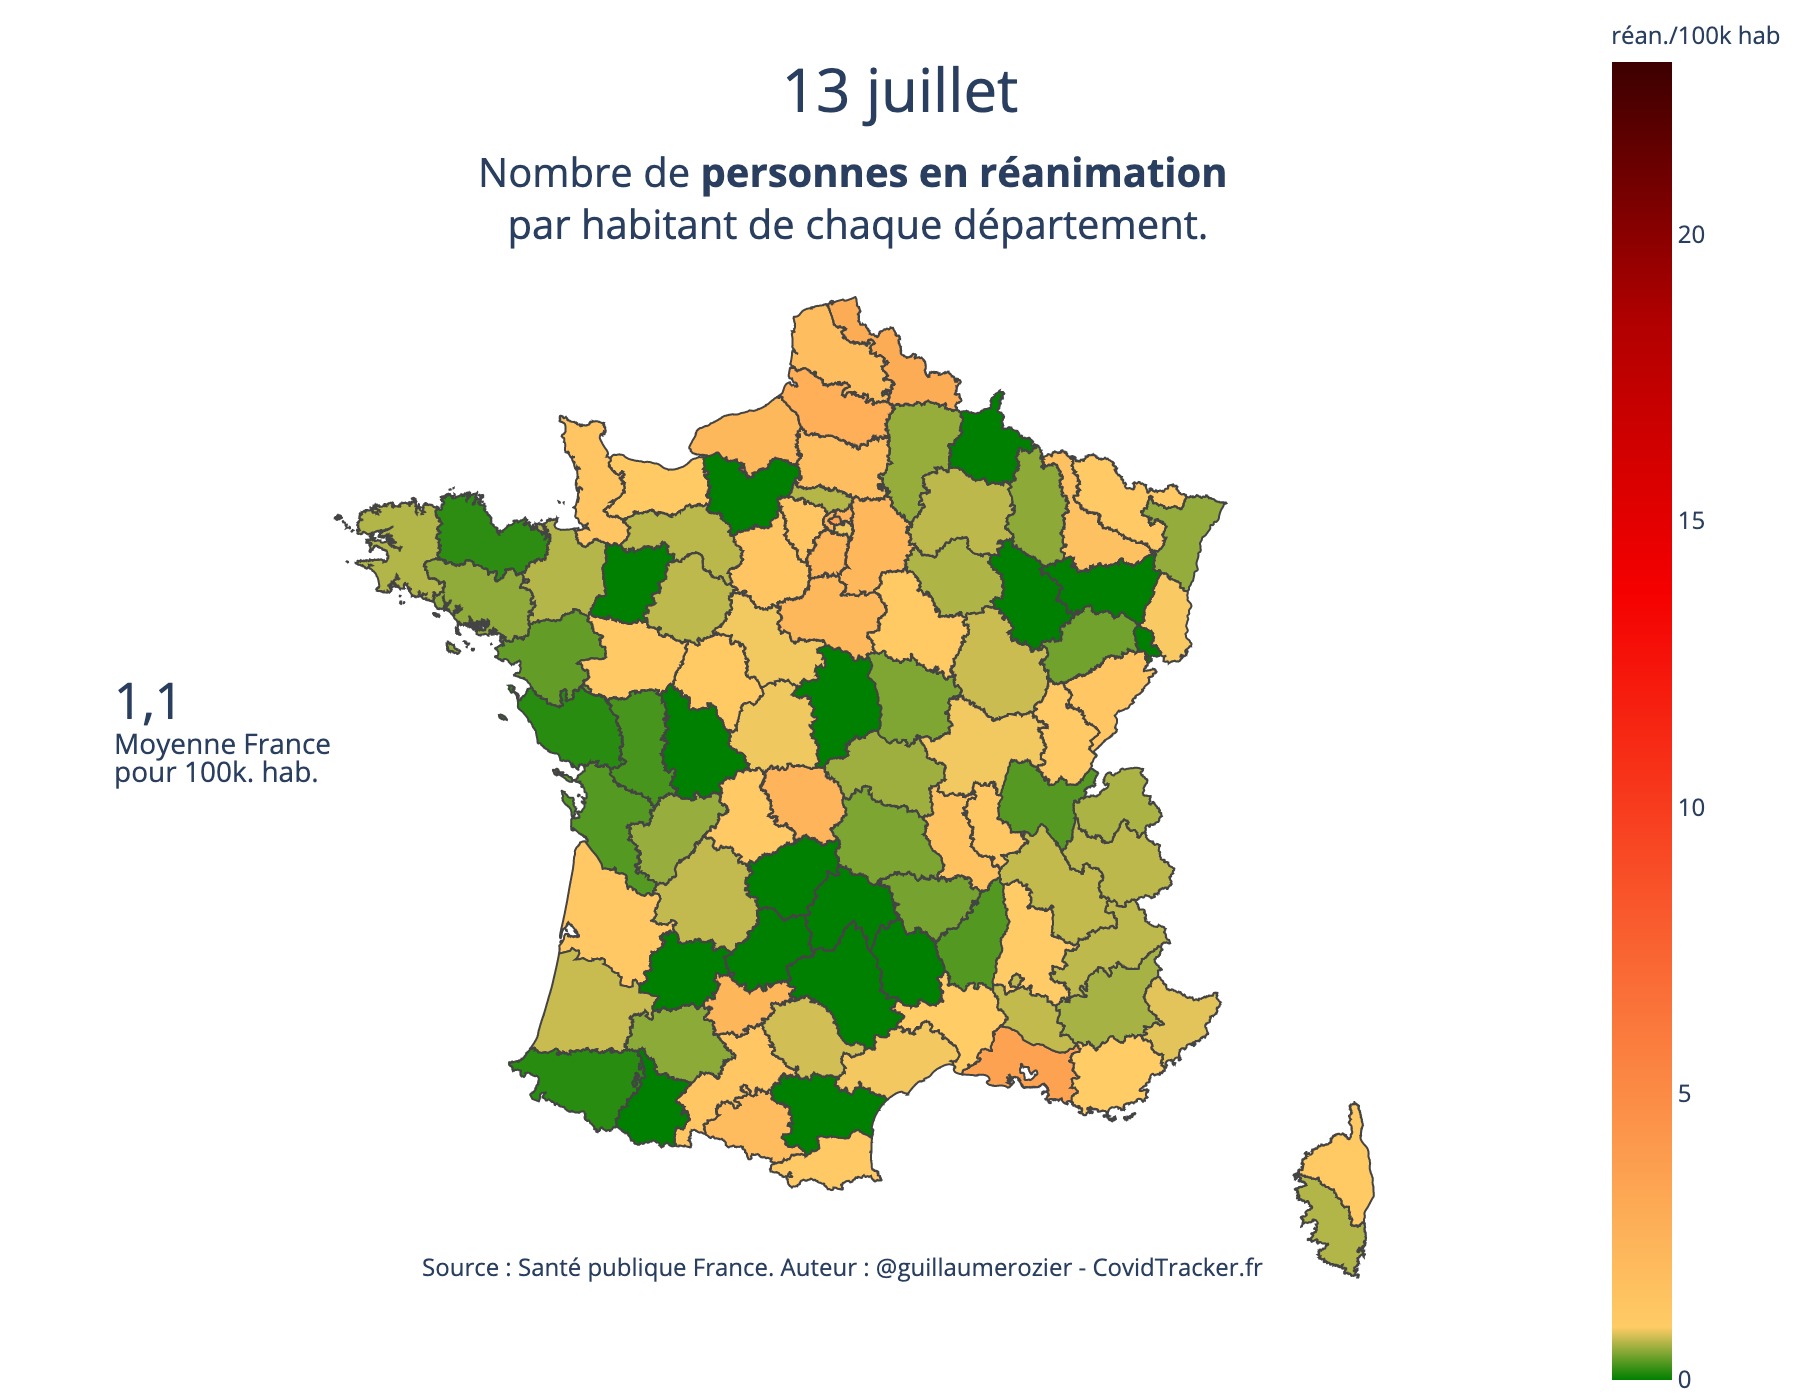 réan./100k hab
13 juillet
Nombre de personnes en réanimation
par habitant de chaque département.
20
15
1,1
Moyenne France
pour 100k. hab.
10
5
Source : Santé publique France. Auteur : @guillaumerozier - CovidTracker.fr
0